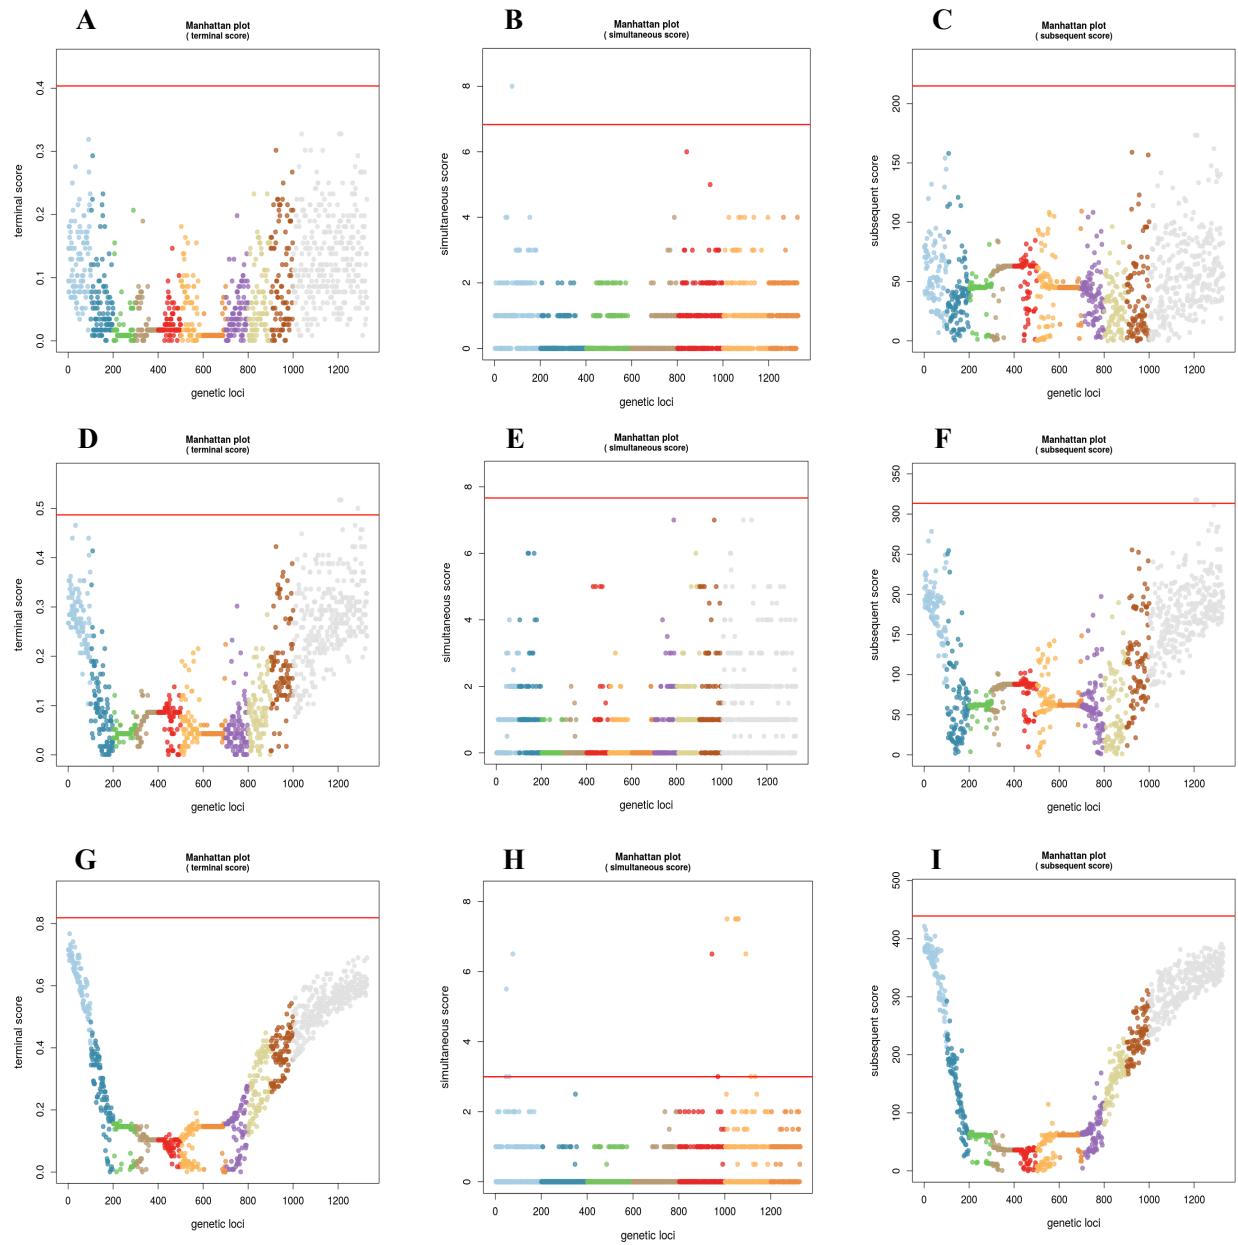 A
Manhattan plot
( terminal score)
terminal score
0.0 0.1 0.2 0.3 0.4
0 200 400 600 800 1000 1200
genetic loci
B
Manhattan plot
( simultaneous score)
simultaneous score
0 2 4 6 8
0 200 400 600 800 1000 1200
genetic loci
C
Manhattan plot
( subsequent score)
subsequent score
0 50 100 150 200
0 200 400 600 800 1000 1200
genetic loci
D
Manhattan plot
( terminal score)
terminal score
0.0 0.1 0.2 0.3 0.4 0.5
0 200 400 600 800 1000 1200
genetic loci
E
Manhattan plot
( simultaneous score)
simultaneous score
0 2 4 6 8
0 200 400 600 800 1000 1200
genetic loci
F
Manhattan plot
( subsequent score)
subsequent score
0 50 100 150 200 250 300 350
0 200 400 600 800 1000 1200
genetic loci
G
Manhattan plot
( terminal score)
terminal score
0.0 0.2 0.4 0.6 0.8
0 200 400 600 800 1000 1200
genetic loci
H
Manhattan plot
( simultaneous score)
simultaneous score
0 2 4 6 8
0 200 400 600 800 1000 1200
genetic loci
I
Manhattan plot
( subsequent score)
subsequent score
0 100 200 300 400 500
0 200 400 600 800 1000 1200
genetic loci